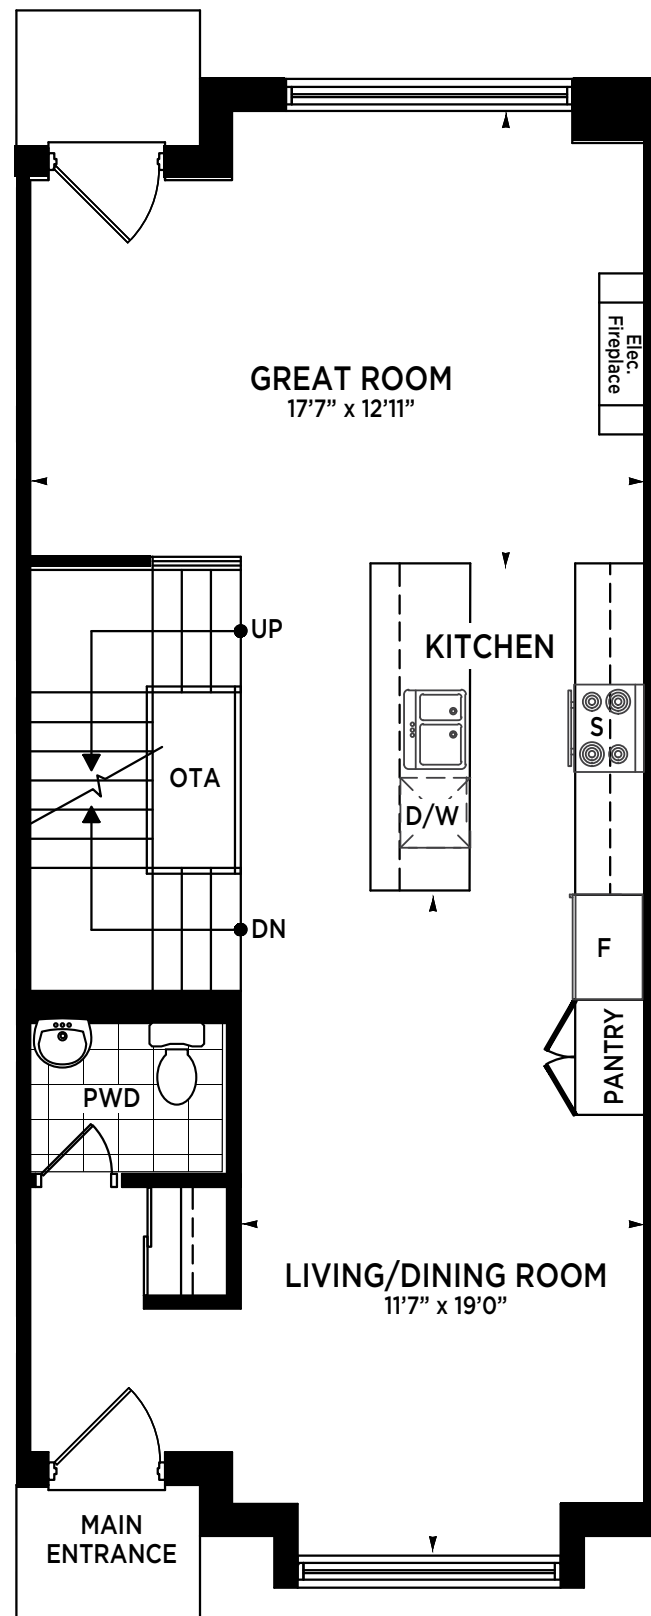 Elec.
Fireplace
GREAT ROOM
17’7” x 12’11”
UP
KITCHEN
S
OTA
D/W
DN
F
PANTRY
PWD
LIVING/DINING ROOM
11’7” x 19’0”
MAIN
ENTRANCE